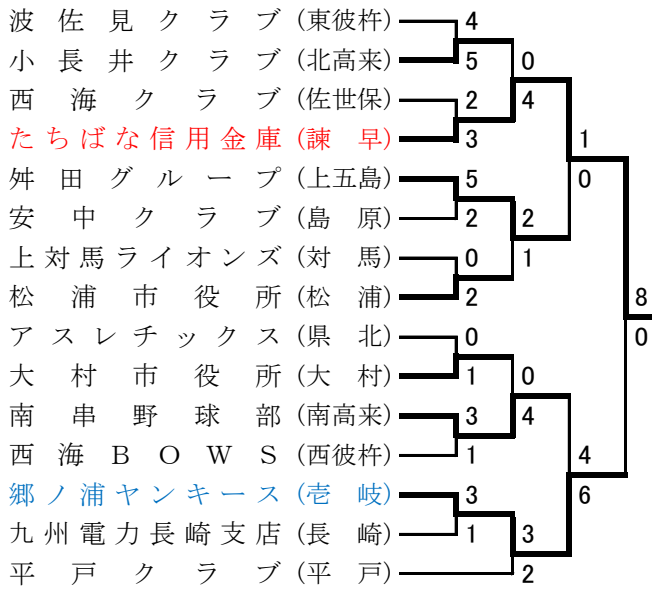 波佐見クラブ(東彼杵) 4
小長井クラブ(北高来) 5 0
西海クラブ(佐世保) 2 4
たちばな信用金庫(諫早) 3 1
舛田グループ(上五島) 5 0
安中クラブ(島原) 2 2
上対馬ライオンズ(対馬) 0 1
松浦市役所(松浦) 2 8
アスレチックス(県北) 0 0
大村市役所(大村) 1 0
南串野球部(南高来) 3 4
西海BOWS(西彼杵) 1 4
郷ノ浦ヤンキース(壱岐) 3 6
九州電力長崎支店(長崎) 1 3
平戸クラブ(平戸) 2